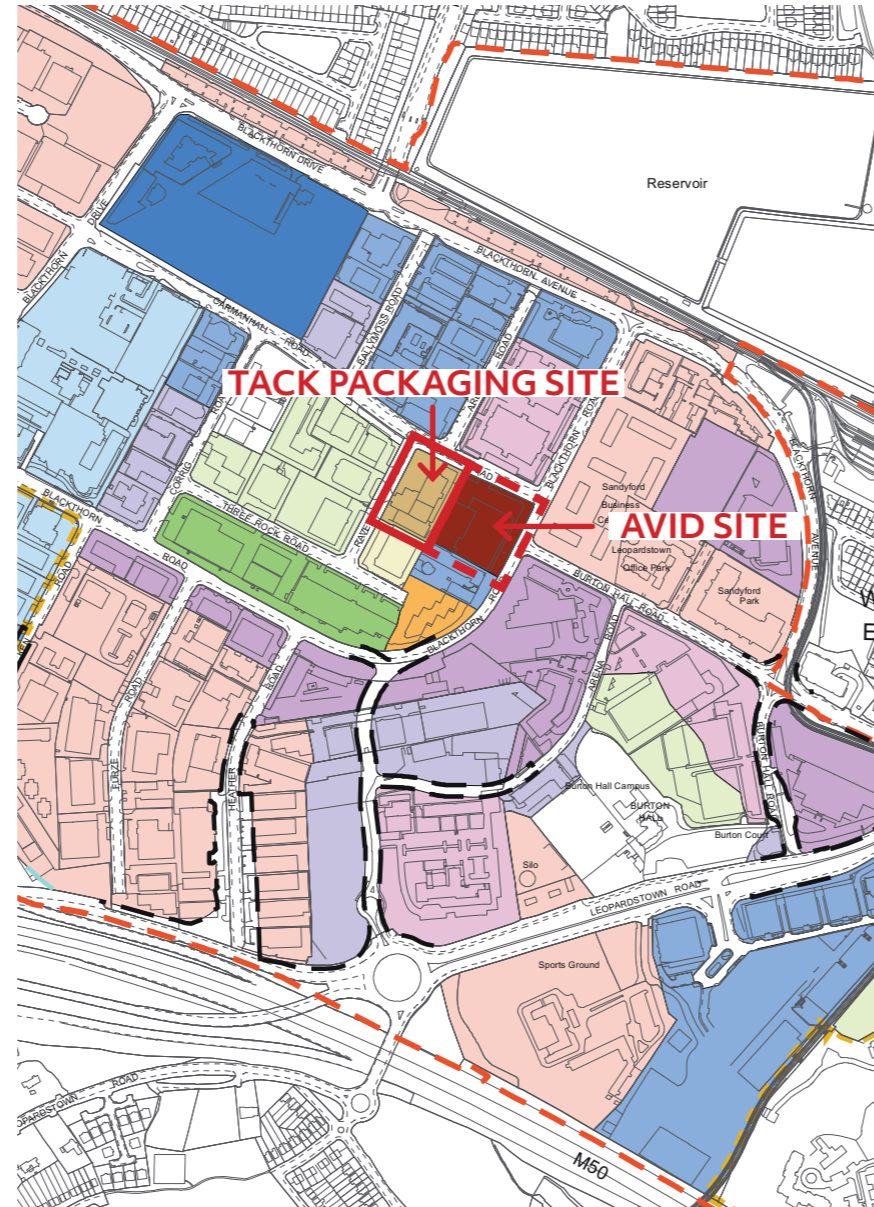 BLACKTHORN DRIVE
Reservoir
DRIVE
BLACKTHORN
BLACKTHORN AVENUE
CARMANHALL
ROAD
BALLYMOSS ROAD
ROAD
TACK PACKAGING SITE
BLACKTHORN
CORRIG
Sandyford
Business
AVID SITE
Leopardstown
Office Park
Sandyford
Park
BLACKTHORN
AVENUE
BLACKTHORN
ROAD
THREE ROCK ROAD
BURTON HALL ROAD
BLACKTHORN
ROAD
ARENA ROAD
ROAD
FURZE
ROAD
HEATHER
BURTON HALL ROAD
Burton Hall Campus
BURTON
HALL
Burton Court
Silo
LEOPARDSTOWN ROAD
Sports Ground
ROAD
M50